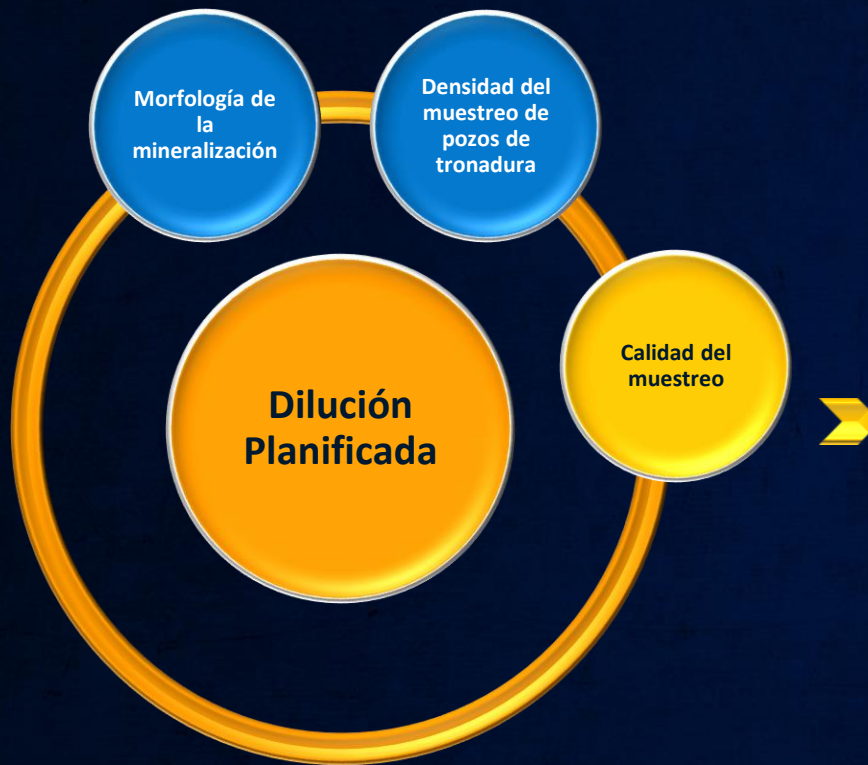 Morfología de
la
mineralización
Densidad del
muestreo de
pozos de
tronadura
Calidad del
muestreo
Dilución
Planificada